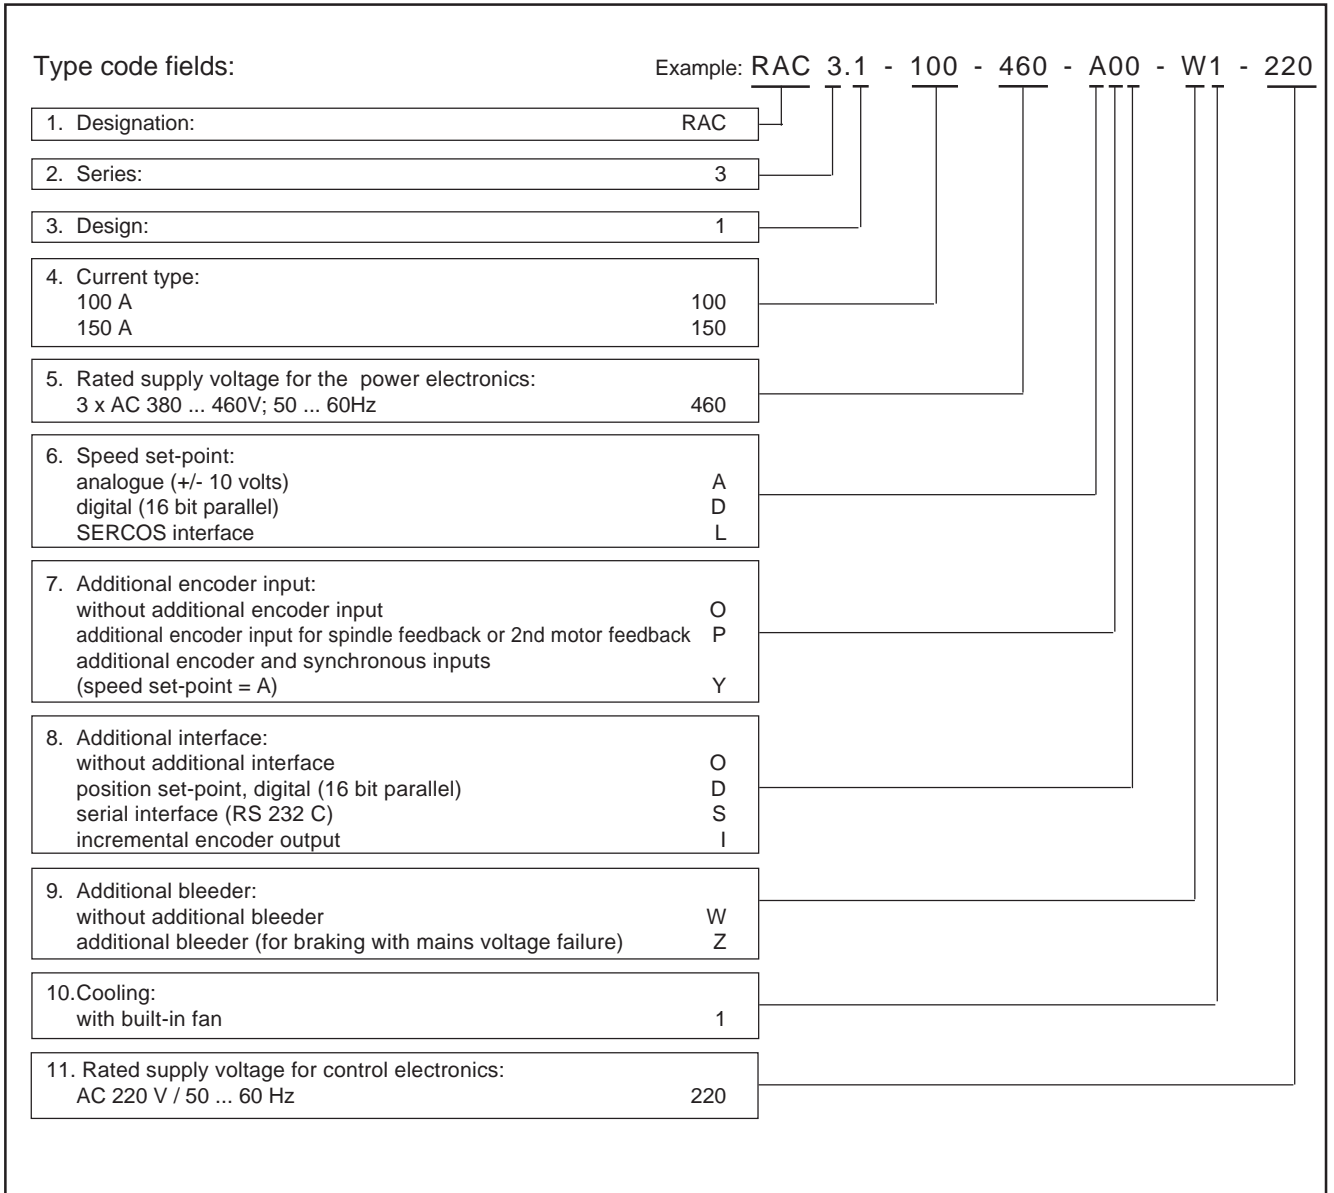 Type code fields: Example: RAC 3.1 - 100 - 460 - A00 - W1 - 220
1. Designation: RAC
2. Series: 3
3. Design: 1
4. Current type:
100 A 100
150 A 150
5. Rated supply voltage for the power electronics:
3 x AC 380 ... 460V; 50 ... 60Hz 460
6. Speed set-point:
analogue (+/- 10 volts) A
digital (16 bit parallel) D
SERCOS interface L
7. Additional encoder input:
without additional encoder input O
additional encoder input for spindle feedback or 2nd motor feedback P
additional encoder and synchronous inputs
(speed set-point = A) Y
8. Additional interface:
without additional interface O
position set-point, digital (16 bit parallel) D
serial interface (RS 232 C) S
incremental encoder output I
9. Additional bleeder:
without additional bleeder W
additional bleeder (for braking with mains voltage failure) Z
10.Cooling:
with built-in fan 1
11. Rated supply voltage for control electronics:
AC 220 V / 50 ... 60 Hz 220